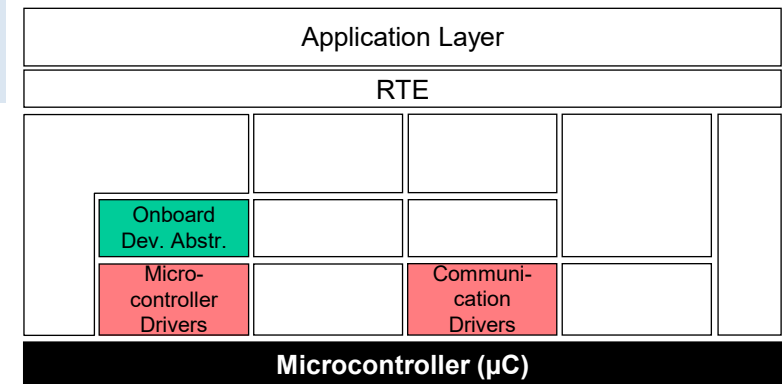 Application Layer
RTE
Onboard
Dev. Abstr.
Micro-
controller
Drivers
Communi-
cation
Drivers
Microcontroller (µC)